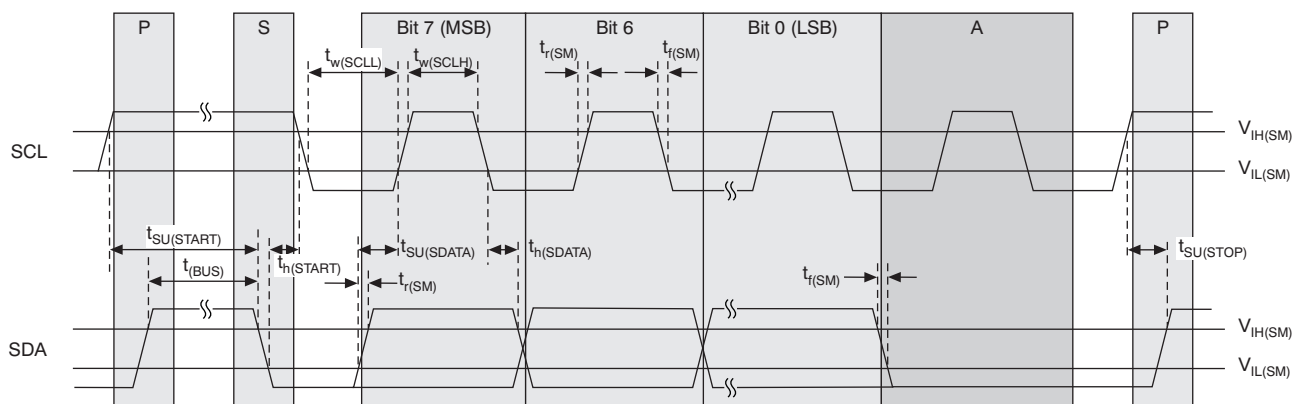 P S Bit 7 (MSB) Bit 6 Bit 0 (LSB) A P
tw(SCLL) tw(SCLH) tr(SM) tf(SM)
VIH(SM)
SCL
VIL(SM)
tSU(START) th(START) tSU(SDATA) th(SDATA) tSU(STOP)
t(BUS) tr(SM) tf(SM)
VIH(SM)
SDA
VIL(SM)